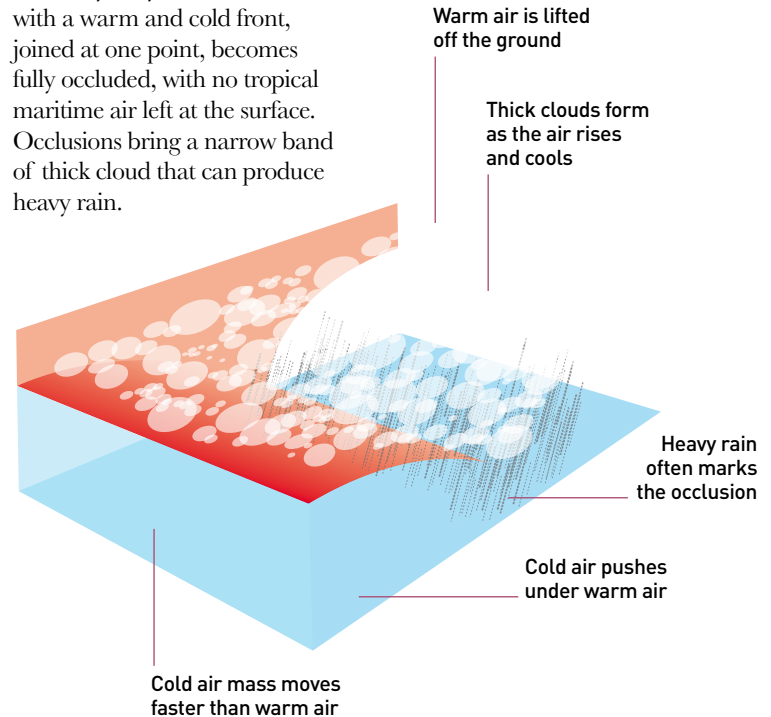 with a warm and cold front,
joined at one point, becomes
fully occluded, with no tropical
maritime air left at the surface.
Occlusions bring a narrow band
of thick cloud that can produce
heavy rain.
Warm air is lifted
off the ground
Thick clouds form
as the air rises
and cools
Heavy rain
often marks
the occlusion
Cold air pushes
under warm air
Cold air mass moves
faster than warm air